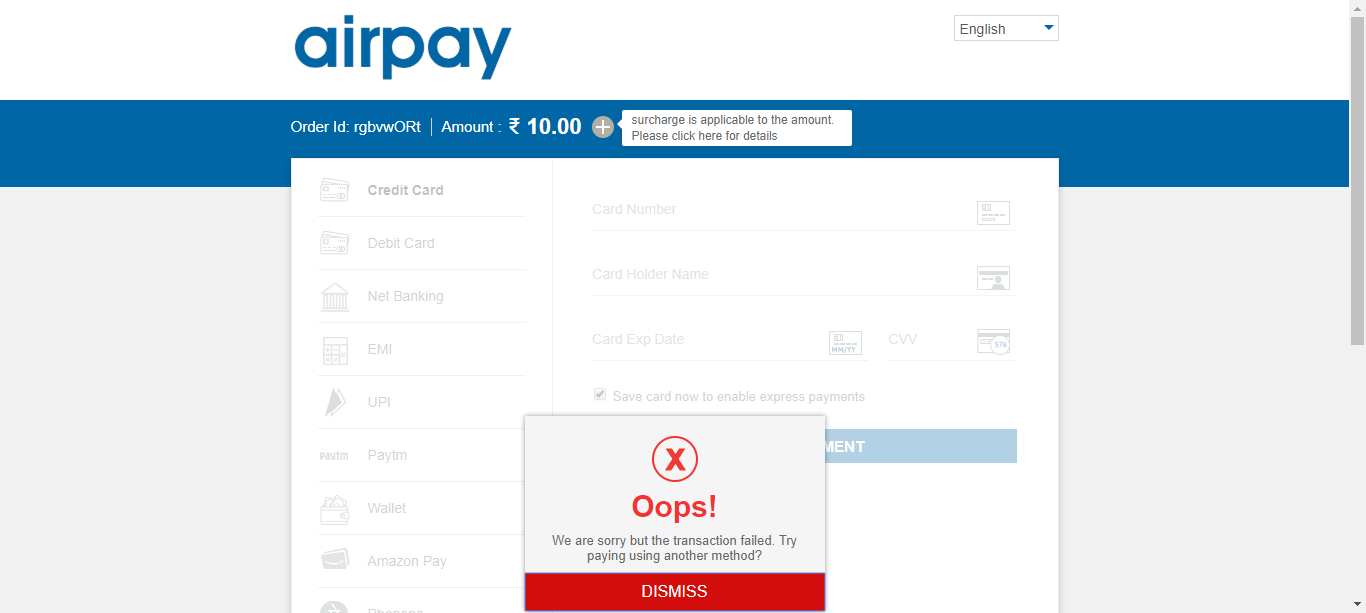 airpay
English
Order Id: rgbvwORt | Amount : ₹ 10.00
surcharge is applicable to the amount.
Please click here for details
Credit Card
Debit Card
Net Banking
EMI
UPI
Paytm
Paytm
Wallet
Amazon Pay
Phonepe
Card Number
Card Holder Name
Card Exp Date
MM/YY
CVV
576
Save card now to enable express payments
MENT
X
Oops!
We are sorry but the transaction failed. Try
paying using another method?
DISMISS